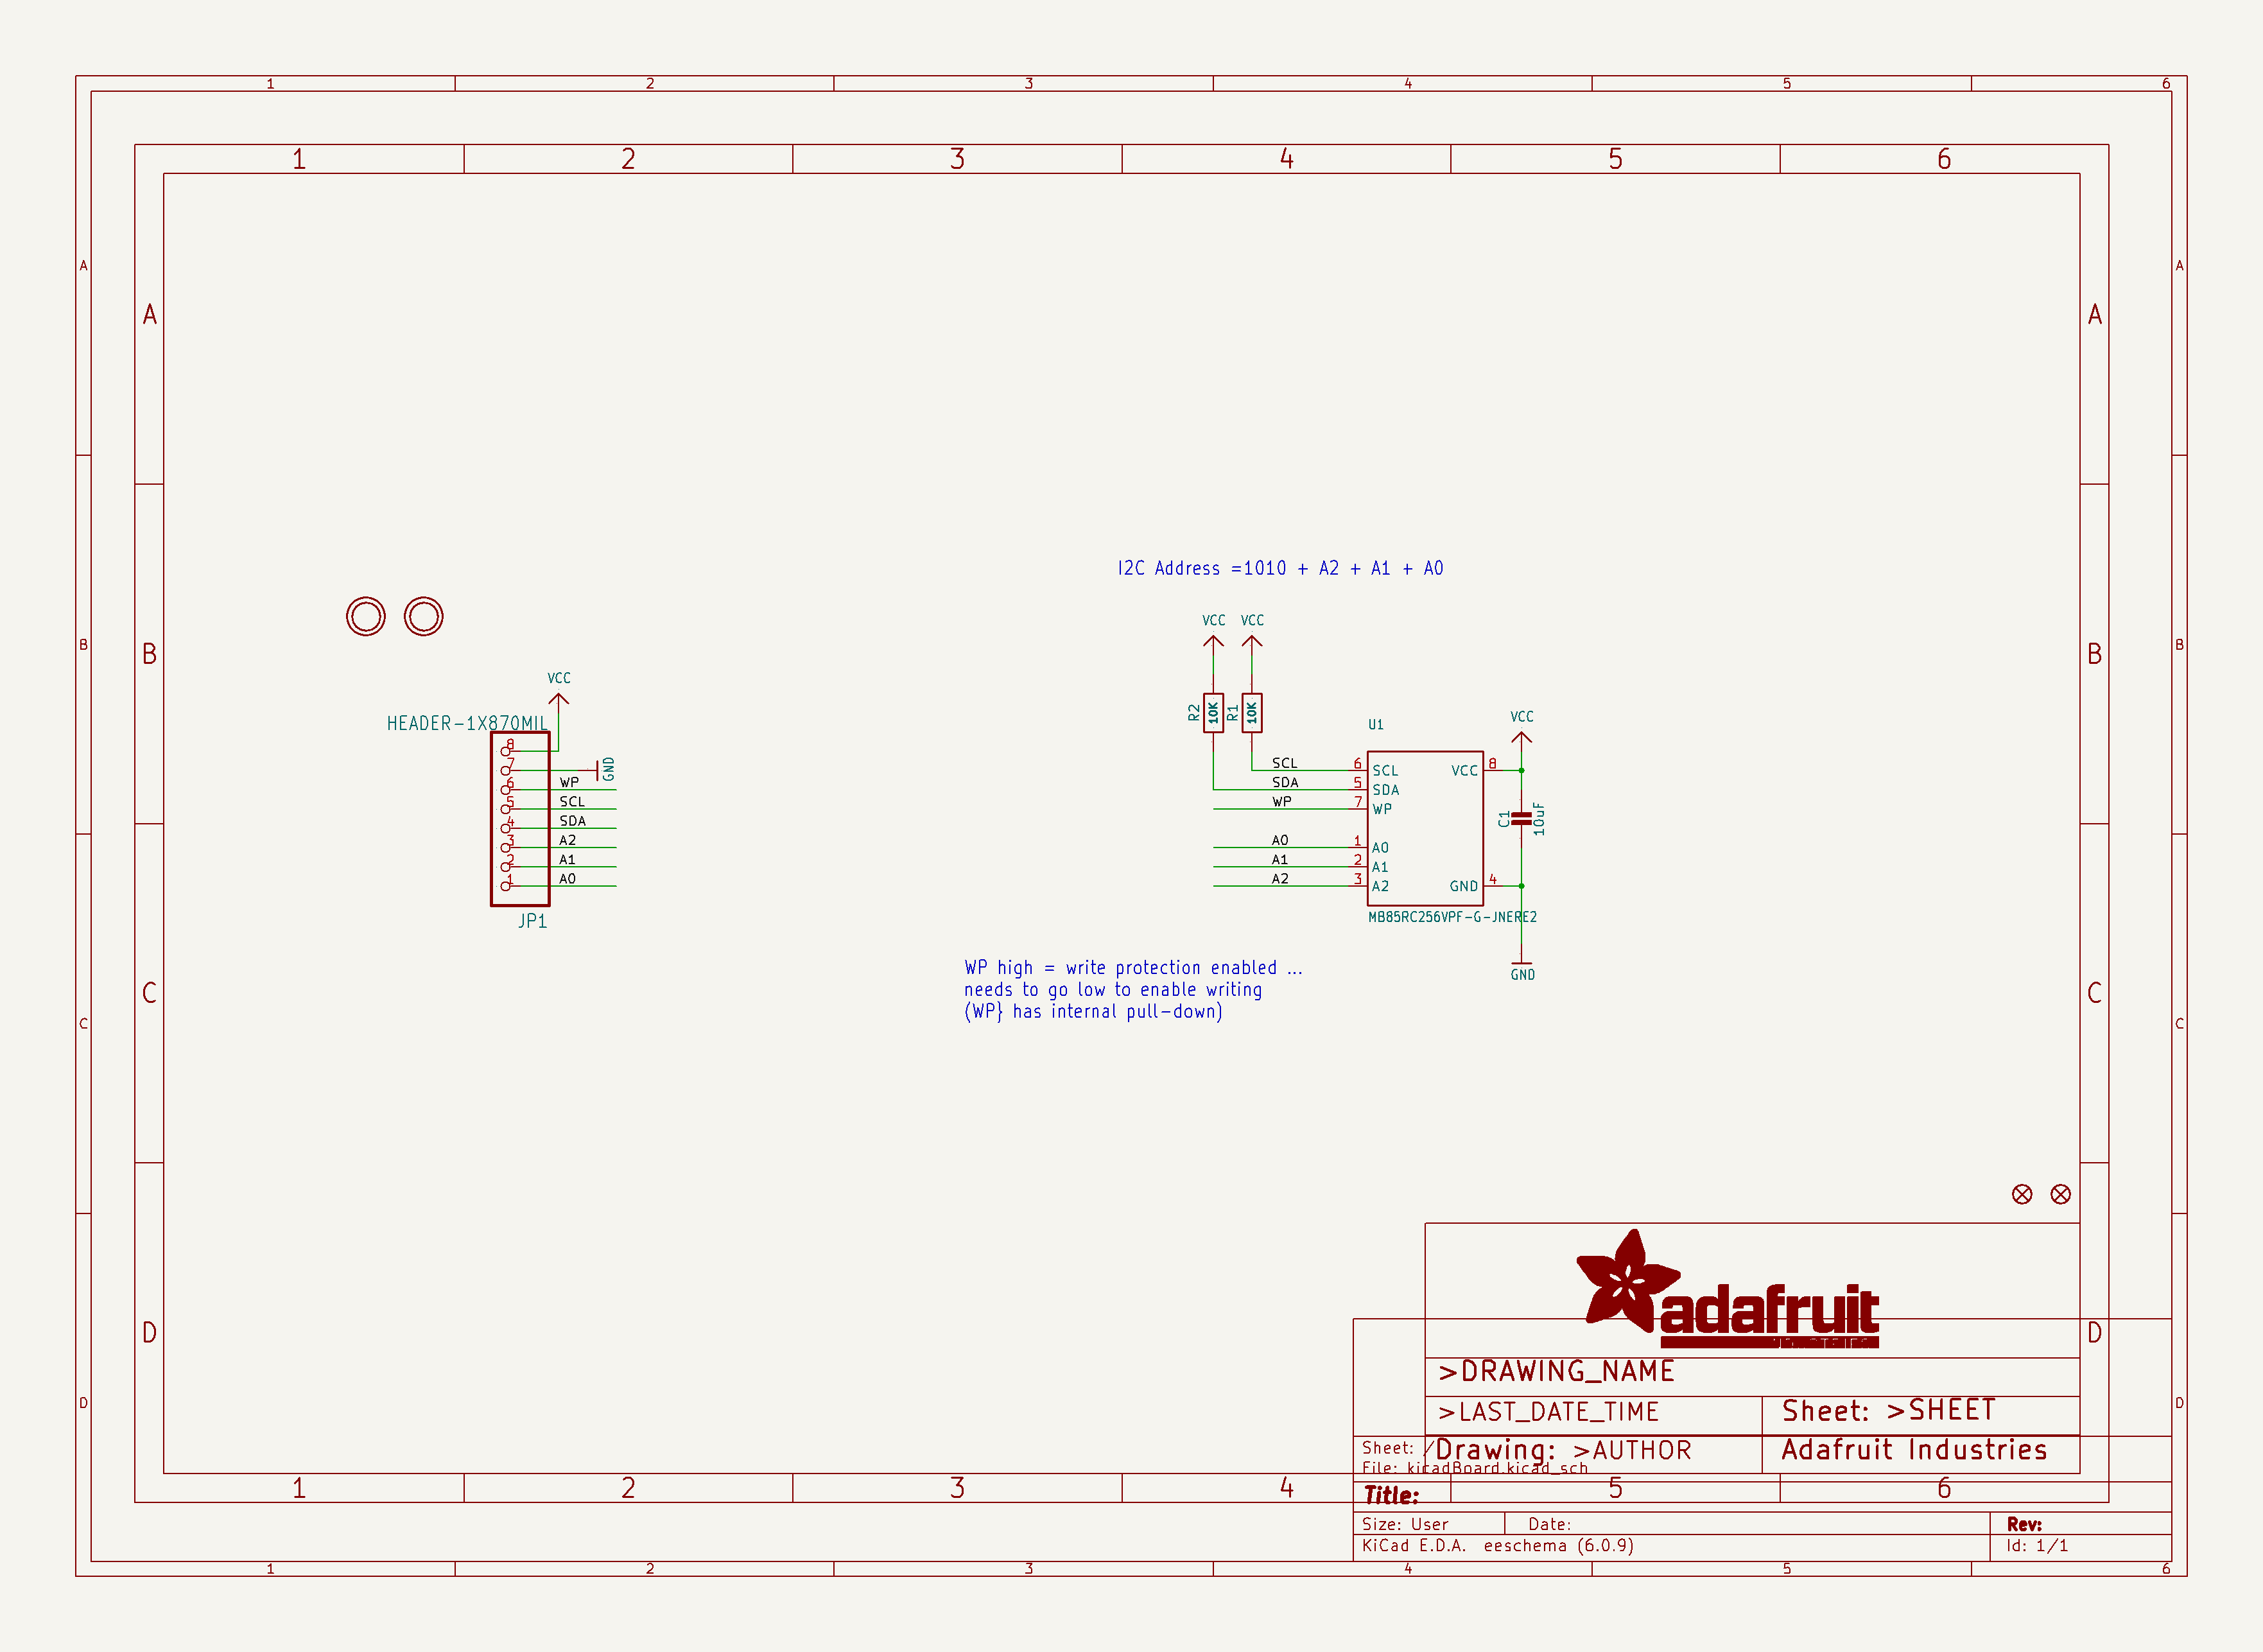 1 2 3 4 5 6
1 2 3 4 5 6
A A A A
I2C Address =1010 + A2 + A1 + A0
VCC VCC
B B B B
VCC
HEADER-1X870MIL
R2 10K R1 10K
U1
VCC
8
7 GND
6 WP
5 SCL
4 SDA
3 A2
2 A1
1 A0
JP1
SCL 6 SCL VCC 8
SDA 5 SDA
WP 7 WP
C1 10uF
A0 1 A0
A1 2 A1
A2 3 A2 GND 4
MB85RC256VPF-G-JNERE2
GND
WP high = write protection enabled ...
needs to go low to enable writing
(WP} has internal pull-down)
C C C C
adafruit
D D D D
>DRAWING_NAME
>LAST_DATE_TIME Sheet: >SHEET
Sheet: / Drawing: >AUTHOR Adafruit Industries
File: kicadBoard.kicad_sch
1 2 3 4 5 6
Title:
Size: User Date: Rev:
KiCad E.D.A. eeschema (6.0.9) Id: 1/1
1 2 3 4 5 6